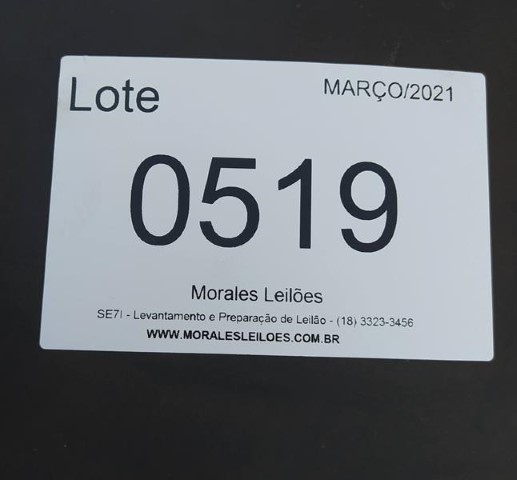 Lote
MARÇO/2021
0519
Morales Leilões
SE7I - Levantamento e Preparação de Leilão - (18) 3323-3456
WWW.MORALESLEILOES.COM.BR